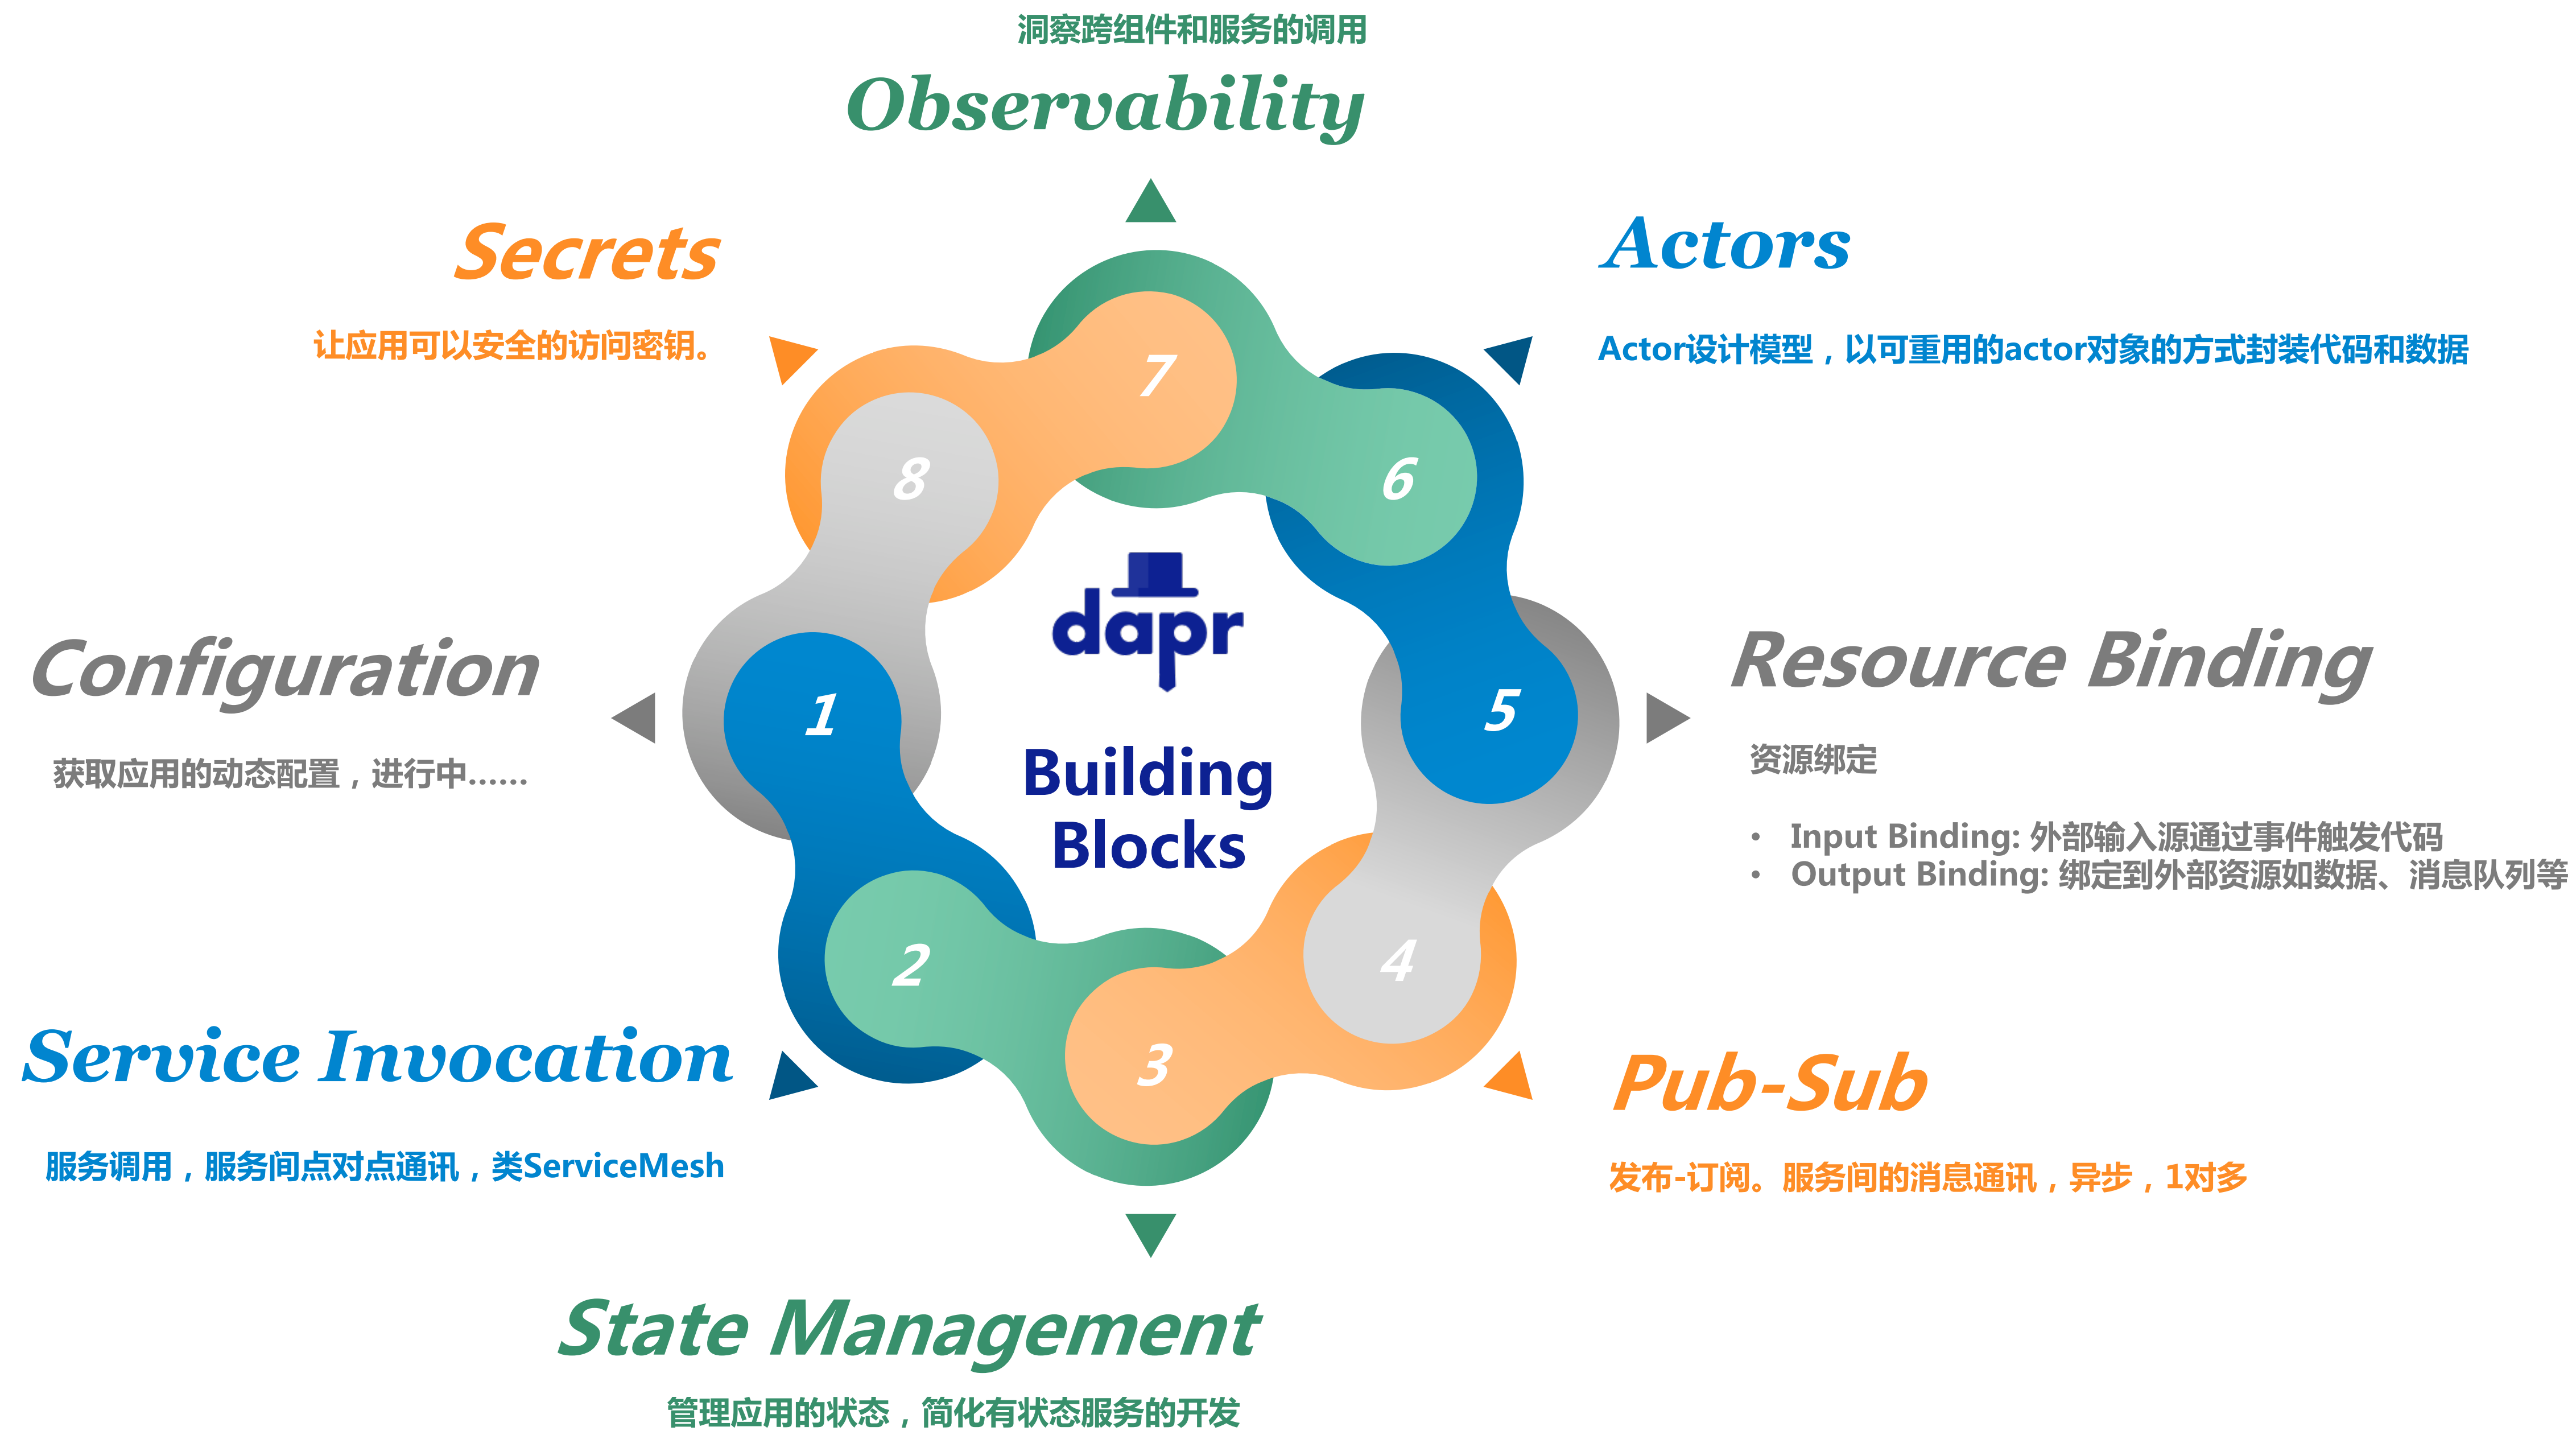 洞察跨组件和服务的调用
Observability
Secrets
让应用可以安全的访问密钥。
Actors
Actor设计模型，以可重用的actor对象的方式封装代码和数据
7
8
6
dapr
Building
Blocks
Configuration
获取应用的动态配置，进行中......
1
5
Resource Binding
资源绑定
• Input Binding: 外部输入源通过事件触发代码
• Output Binding: 绑定到外部资源如数据、消息队列等
2
3
4
Service Invocation
服务调用，服务间点对点通讯，类ServiceMesh
Pub-Sub
发布-订阅。服务间的消息通讯，异步，1对多
State Management
管理应用的状态，简化有状态服务的开发